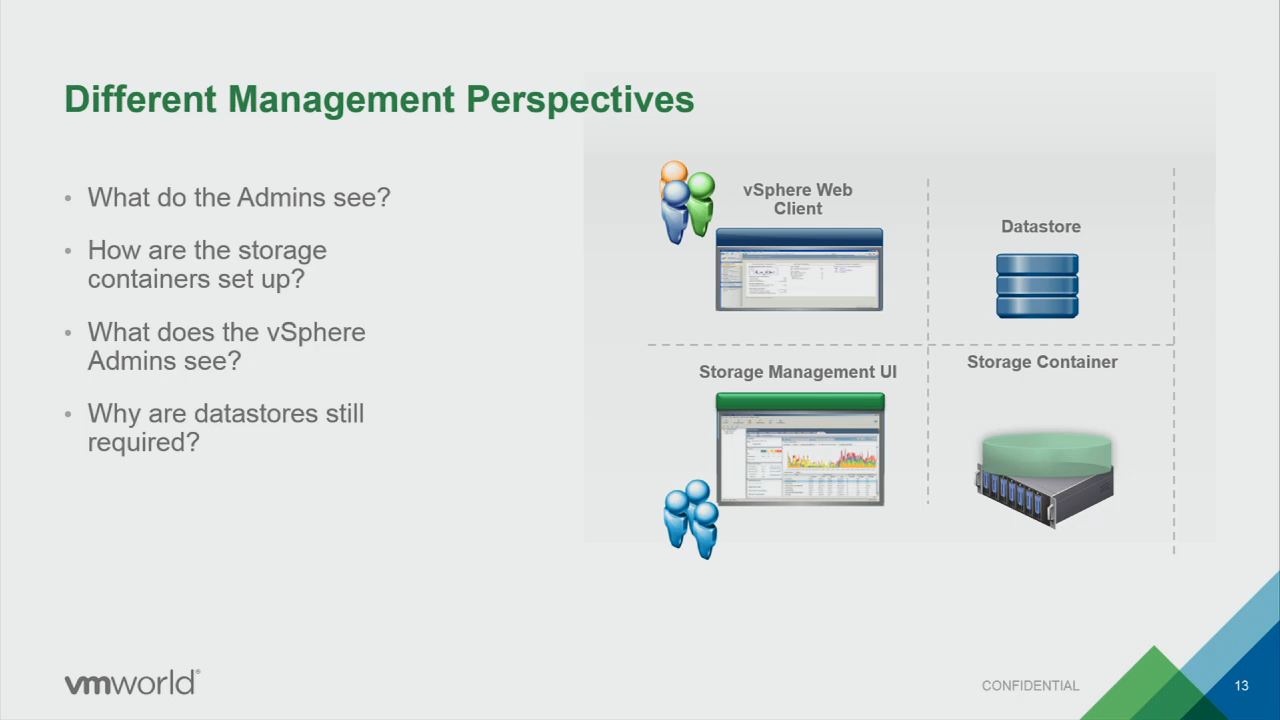 Different Management Perspectives
• What do the Admins see?
• How are the storage
containers set up?
• What does the vSphere
Admins see?
• Why are datastores still
required?
vSphere Web
Client
Datastore
Storage Management UI
Storage Container
vmworld®
CONFIDENTIAL
13